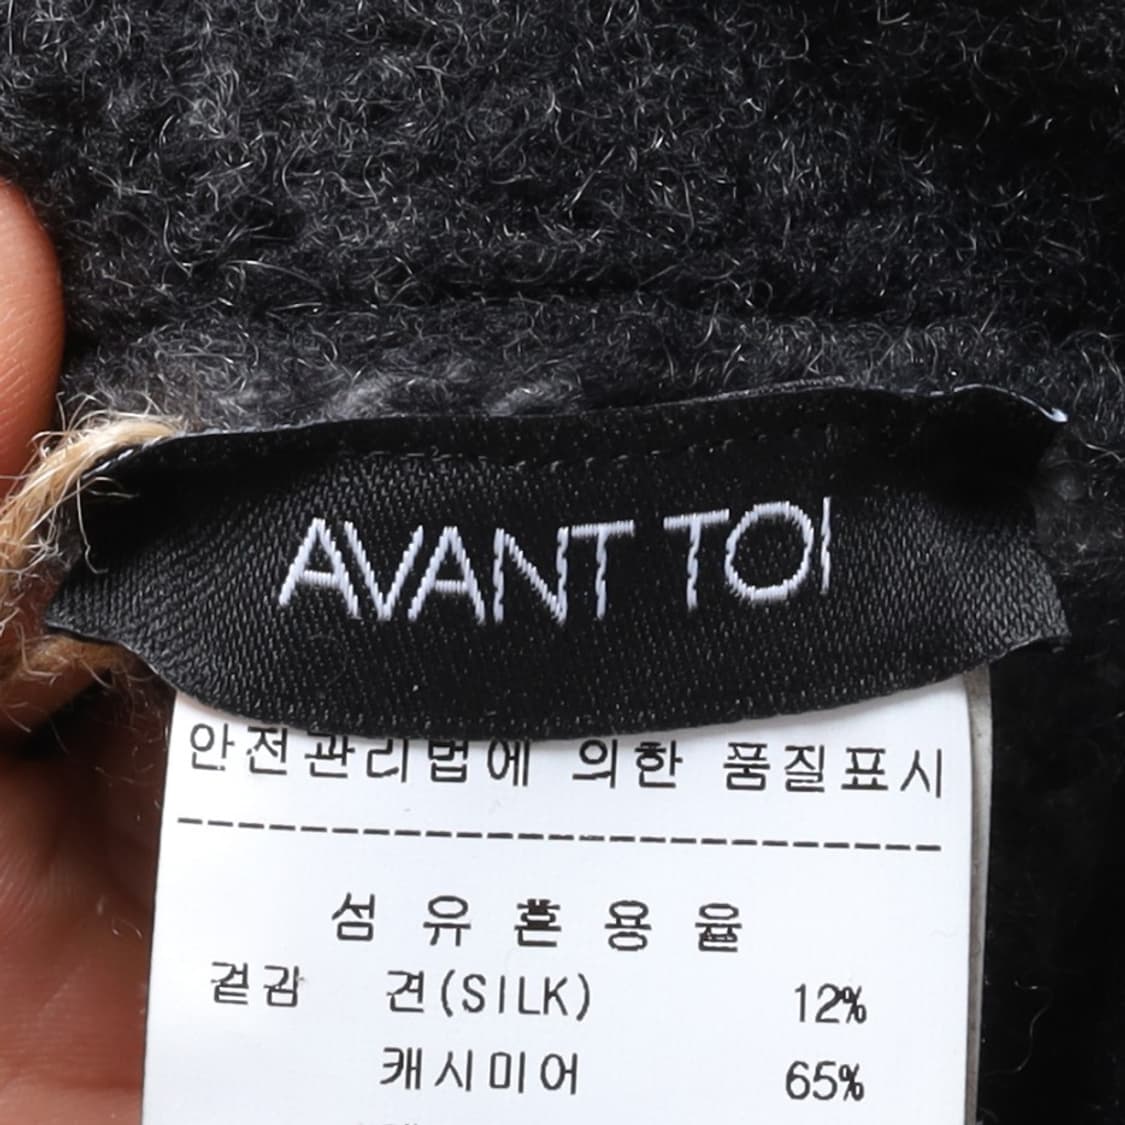 AVANT TOI
안전관리법에 의한 품질표시
섬유혼용율
겉감 견(SILK) 12%
캐시미어 65%